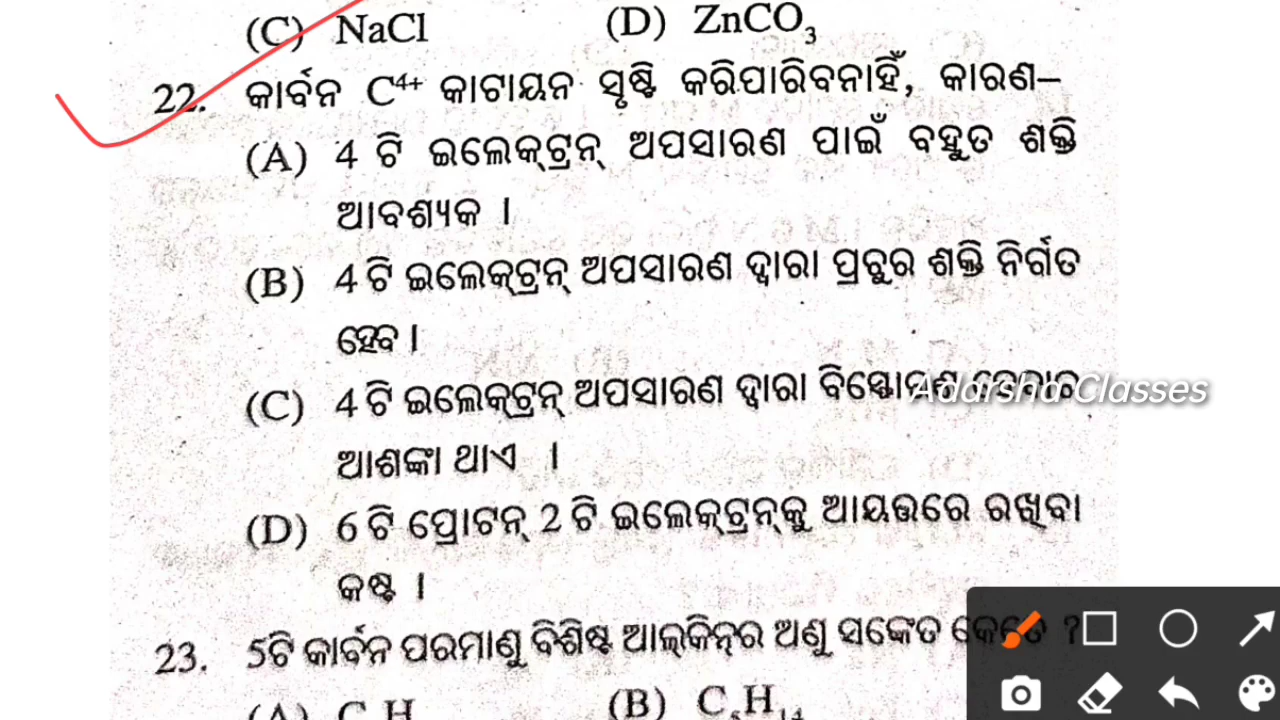 (C) NaCl (D) ZnCO₃
22. କାର୍ବନ C⁴⁺ କାଟାୟନ ସୃଷ୍ଟି କରିପାରିବନାହିଁ, କାରଣ–
(A) 4 ଟି ଇଲେକ୍ଟ୍ରନ୍ ଅପସାରଣ ପାଇଁ ବହୁତ ଶକ୍ତି
ଆବଶ୍ୟକ ।
(B) 4 ଟି ଇଲେକ୍ଟ୍ରନ୍ ଅପସାରଣ ଦ୍ୱାରା ପ୍ରଚୁର ଶକ୍ତି ନିର୍ଗତ
ହେବ ।
(C) 4 ଟି ଇଲେକ୍ଟ୍ରନ୍ ଅପସାରଣ ଦ୍ୱାରା
Adarsha Classes
ଆଶଙ୍କା ଥାଏ ।
(D) 6 ଟି ପ୍ରୋଟନ୍ 2 ଟି ଇଲେକ୍ଟ୍ରନ୍‌କୁ ଆୟତ୍ତରେ ରଖିବା
କଷ୍ଟ ।
23. 5ଟି କାର୍ବନ ପରମାଣୁ ବିଶିଷ୍ଟ ଆଲ୍‌କିନ୍‌ର ଅଣୁ ସଙ୍କେତ କେତେ ?
(A) (B) C₅H₁₄